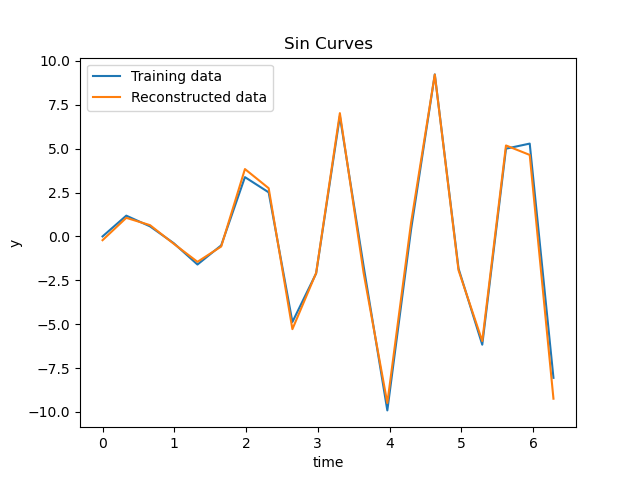 Sin Curves
Training data
Reconstructed data
10.0
7.5
5.0
2.5
0.0
−2.5
−5.0
−7.5
−10.0
y
0 1 2 3 4 5 6
time